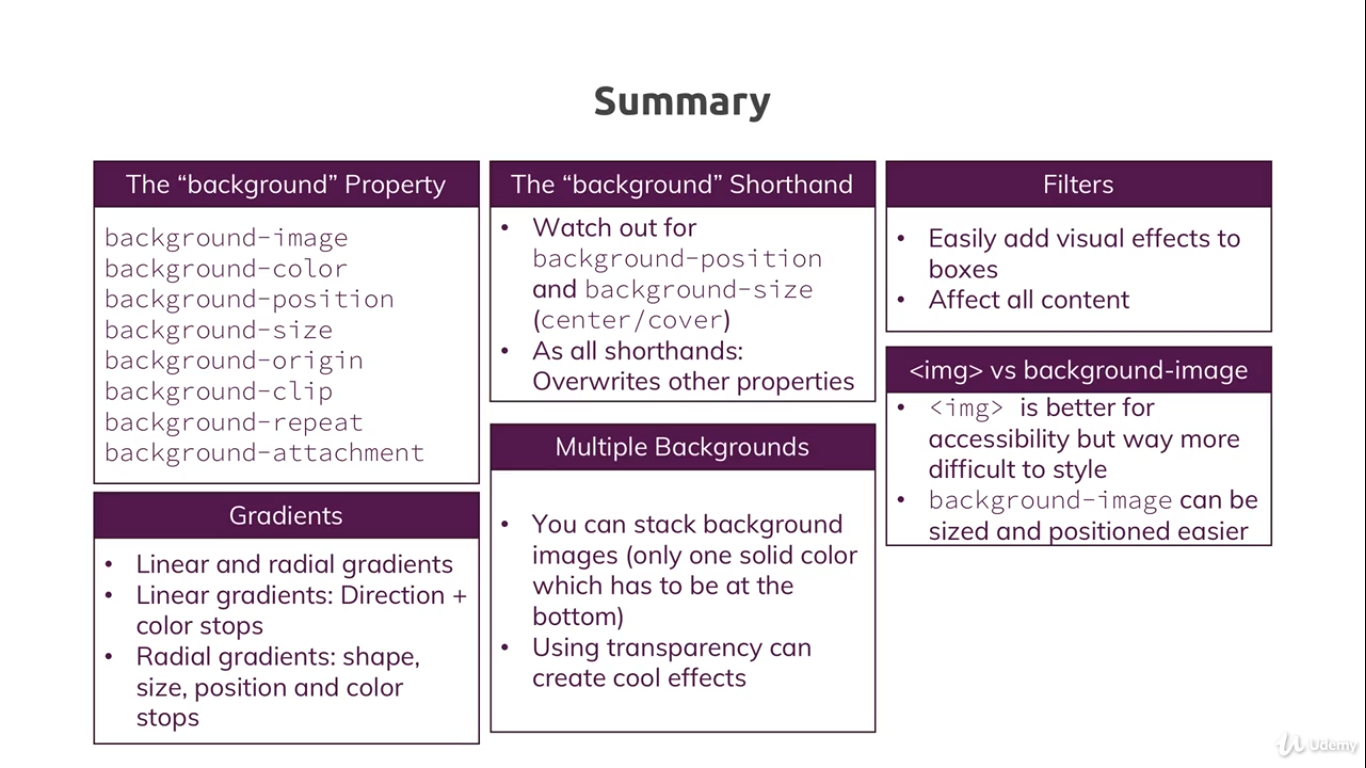 Summary
The “background” Property
background-image
background-color
background-position
background-size
background-origin
background-clip
background-repeat
background-attachment
Gradients
• Linear and radial gradients
• Linear gradients: Direction +
color stops
• Radial gradients: shape,
size, position and color
stops
The “background” Shorthand
• Watch out for
background-position
and background-size
(center/cover)
• As all shorthands:
Overwrites other properties
Multiple Backgrounds
• You can stack background
images (only one solid color
which has to be at the
bottom)
• Using transparency can
create cool effects
Filters
• Easily add visual effects to
boxes
• Affect all content
<img> vs background-image
• <img> is better for
accessibility but way more
difficult to style
• background-image can be
sized and positioned easier
Udemy